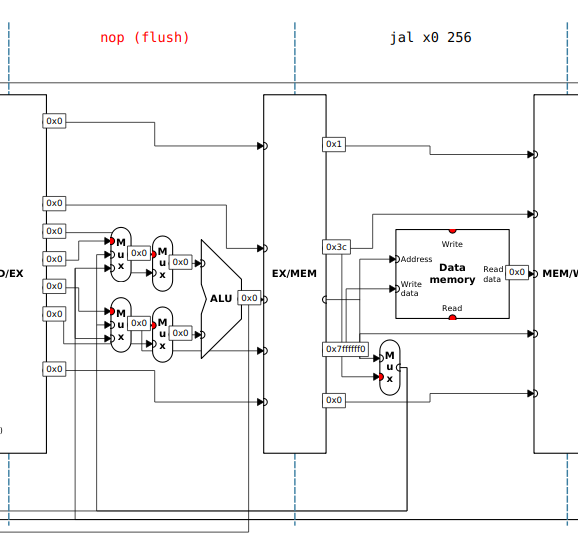 nop (flush)
jal x0 256
0x0
0x1
0x0
0x0
0x3c
Write
M
u
x
0x0
M
u
x
0x0
0x0
Address
Data
memory
Read
data
0x0
D/EX
EX/MEM
MEM/W
0x0
ALU
0x0
Write
data
Read
0x0
M
u
x
0x0
M
u
x
0x0
0x7ffffff0
M
u
x
0x0
0x0
)